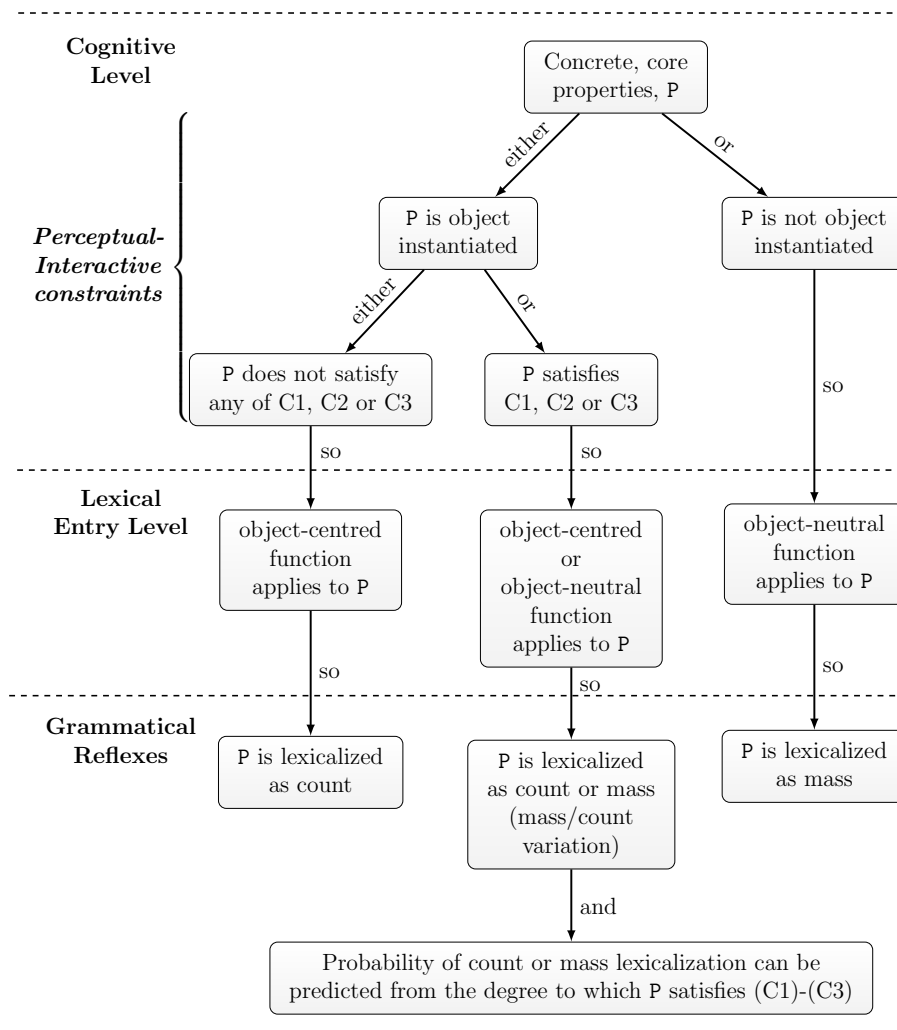 Cognitive
Level
Concrete, core
properties, P
either
or
Perceptual-
Interactive
constraints
P is object
instantiated
P is not object
instantiated
either
or
P does not satisfy
any of C1, C2 or C3
P satisfies
C1, C2 or C3
so
so
so
Lexical
Entry Level
object-centred
function
applies to P
object-centred
or
object-neutral
function
applies to P
object-neutral
function
applies to P
so
so
so
Grammatical
Reflexes
P is lexicalized
as count
P is lexicalized
as count or mass
(mass/count
variation)
P is lexicalized
as mass
and
Probability of count or mass lexicalization can be
predicted from the degree to which P satisfies (C1)-(C3)